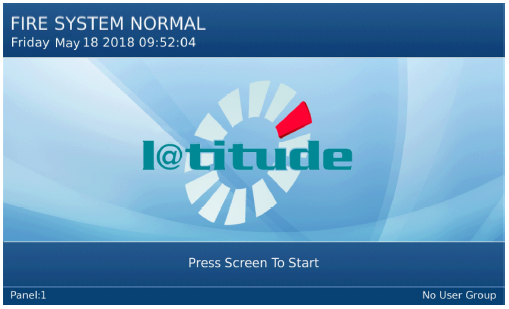 FIRE SYSTEM NORMAL
Friday May 18 2018 09:52:04
l@titude
Press Screen To Start
Panel:1 No User Group